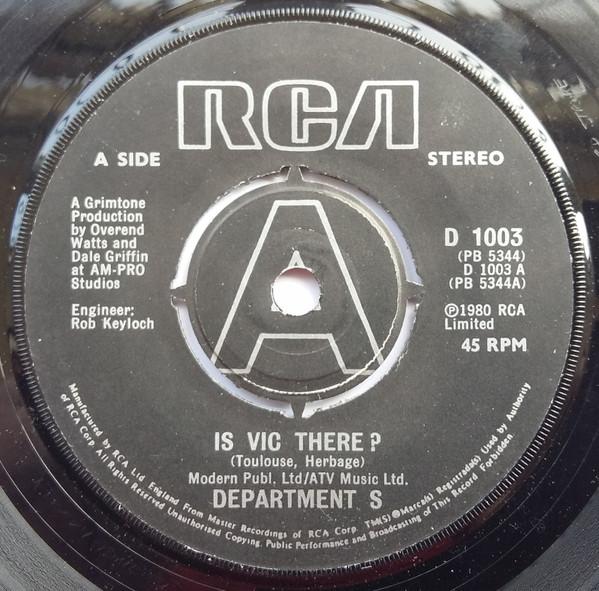 RCA
A SIDE
STEREO
A Grimtone
Production
by Overend
Watts and
Dale Griffin
at AM-PRO
Studios
Engineer:
Rob Keyloch
A
D 1003
(PB 5344)
D 1003 A
(PB 5344A)
℗1980 RCA
Limited
45 RPM
IS VIC THERE?
(Toulouse, Herbage)
Modern Publ. Ltd/ATV Music Ltd.
DEPARTMENT S
Manufactured by RCA Ltd England From Master Recordings of RCA Corp. TM(S)®Marca(s) Registrada(s) Used by Authority
of RCA Corp All Rights Reserved Unauthorised Copying, Public Performance and Broadcasting of This Record Forbidden.